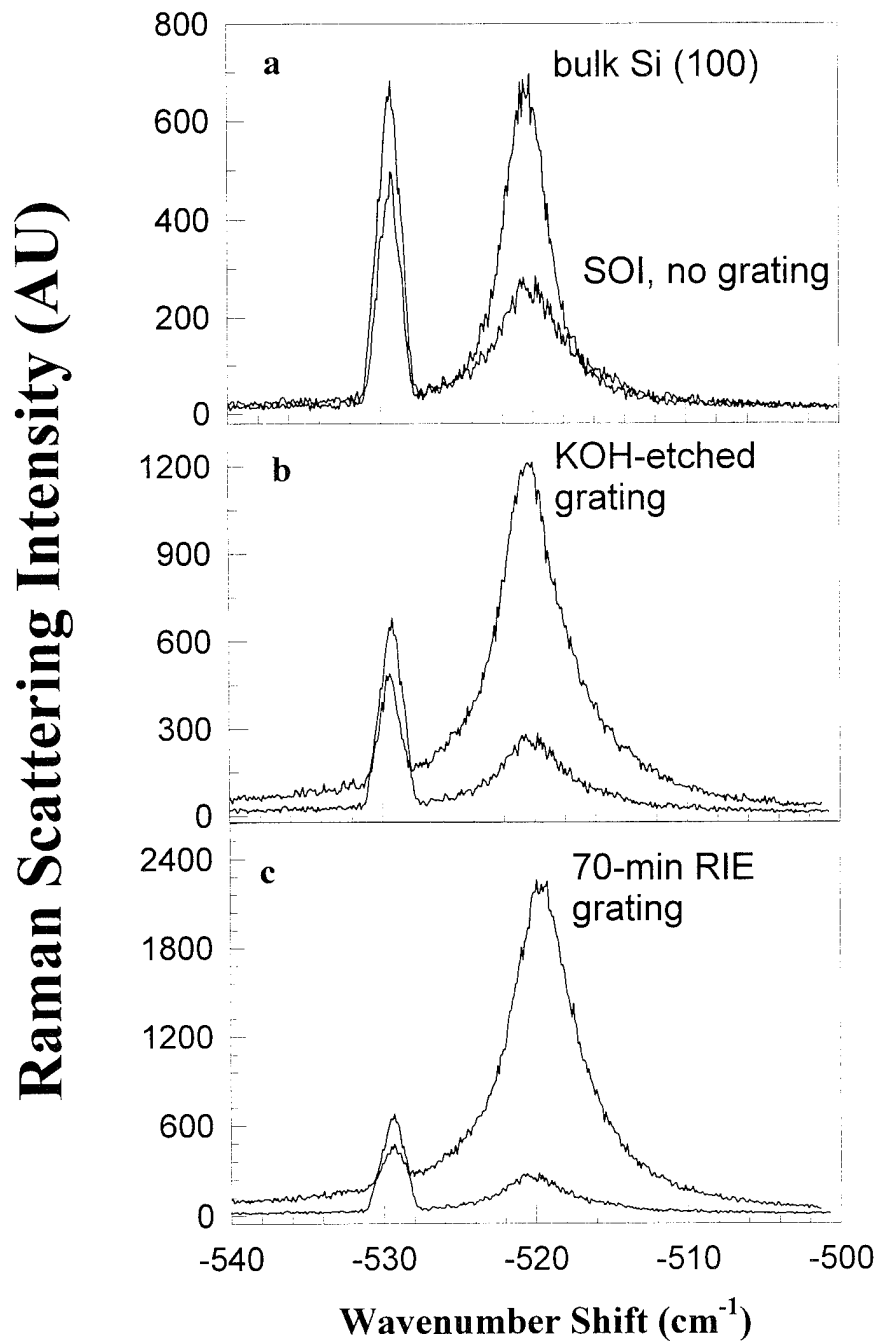 Raman Scattering Intensity (AU)
800
a
bulk Si (100)
600
400
SOI, no grating
200
0
1200
b
KOH-etched
grating
900
600
300
0
2400
c
70-min RIE
grating
1800
1200
600
0
-540
-530
-520
-510
-500
Wavenumber Shift (cm⁻¹)